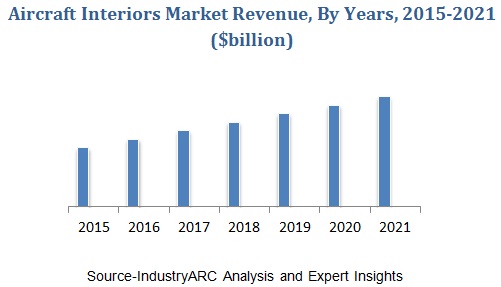 Aircraft Interiors Market Revenue, By Years, 2015-2021
($billion)
2015 2016 2017 2018 2019 2020 2021
Source-IndustryARC Analysis and Expert Insights